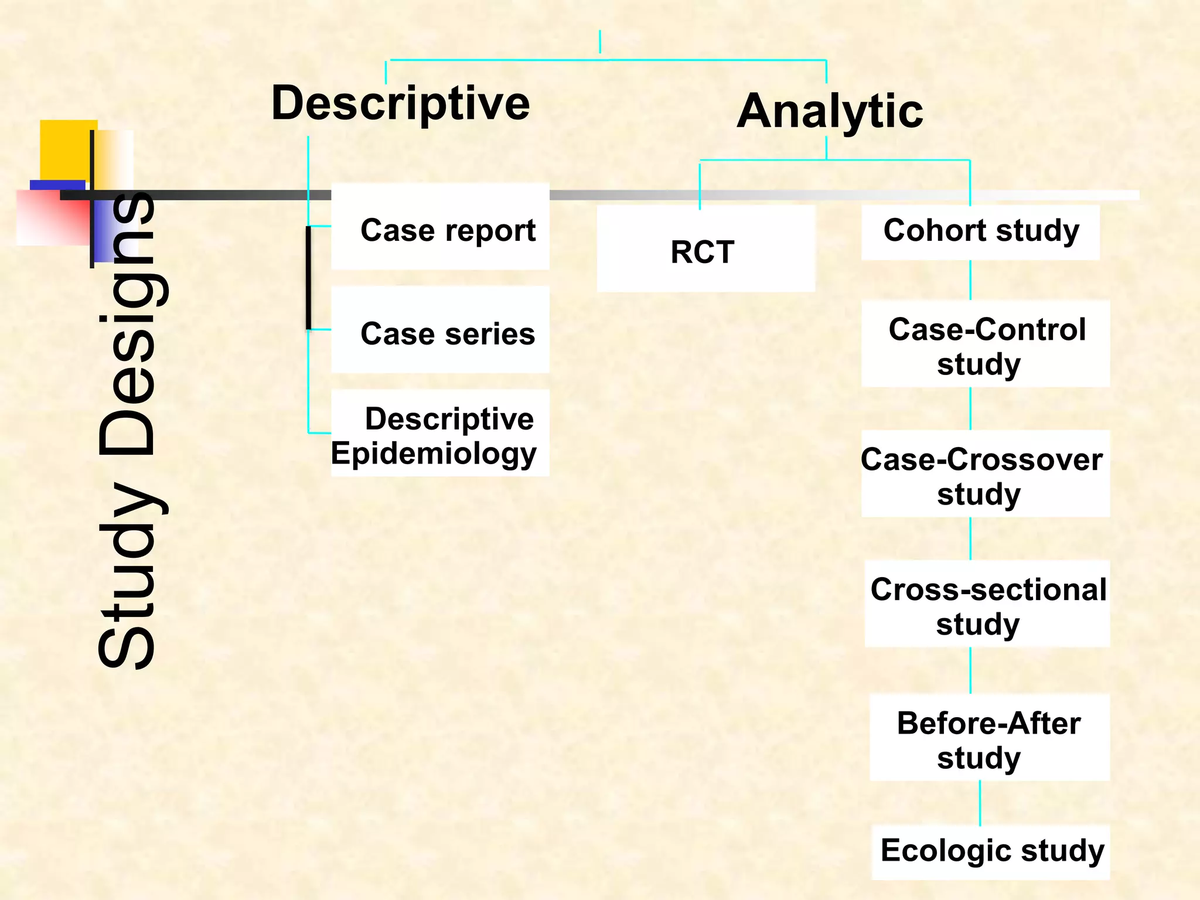 Study Designs
Descriptive
Case report
Case series
Descriptive
Epidemiology
Analytic
RCT
Cohort study
Case-Control
study
Case-Crossover
study
Cross-sectional
study
Before-After
study
Ecologic study